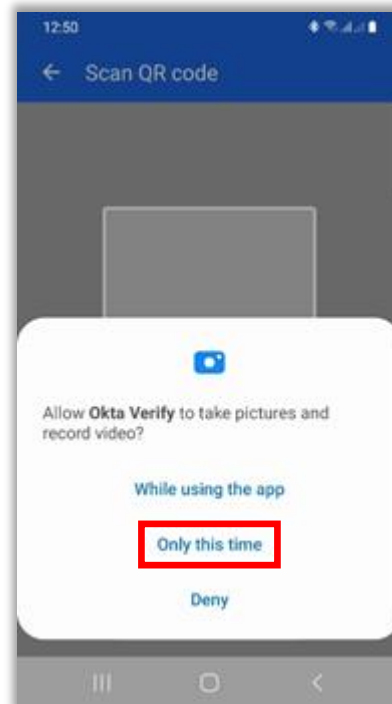 12:50
Scan QR code
Allow Okta Verify to take pictures and
record video?
While using the app
Only this time
Deny